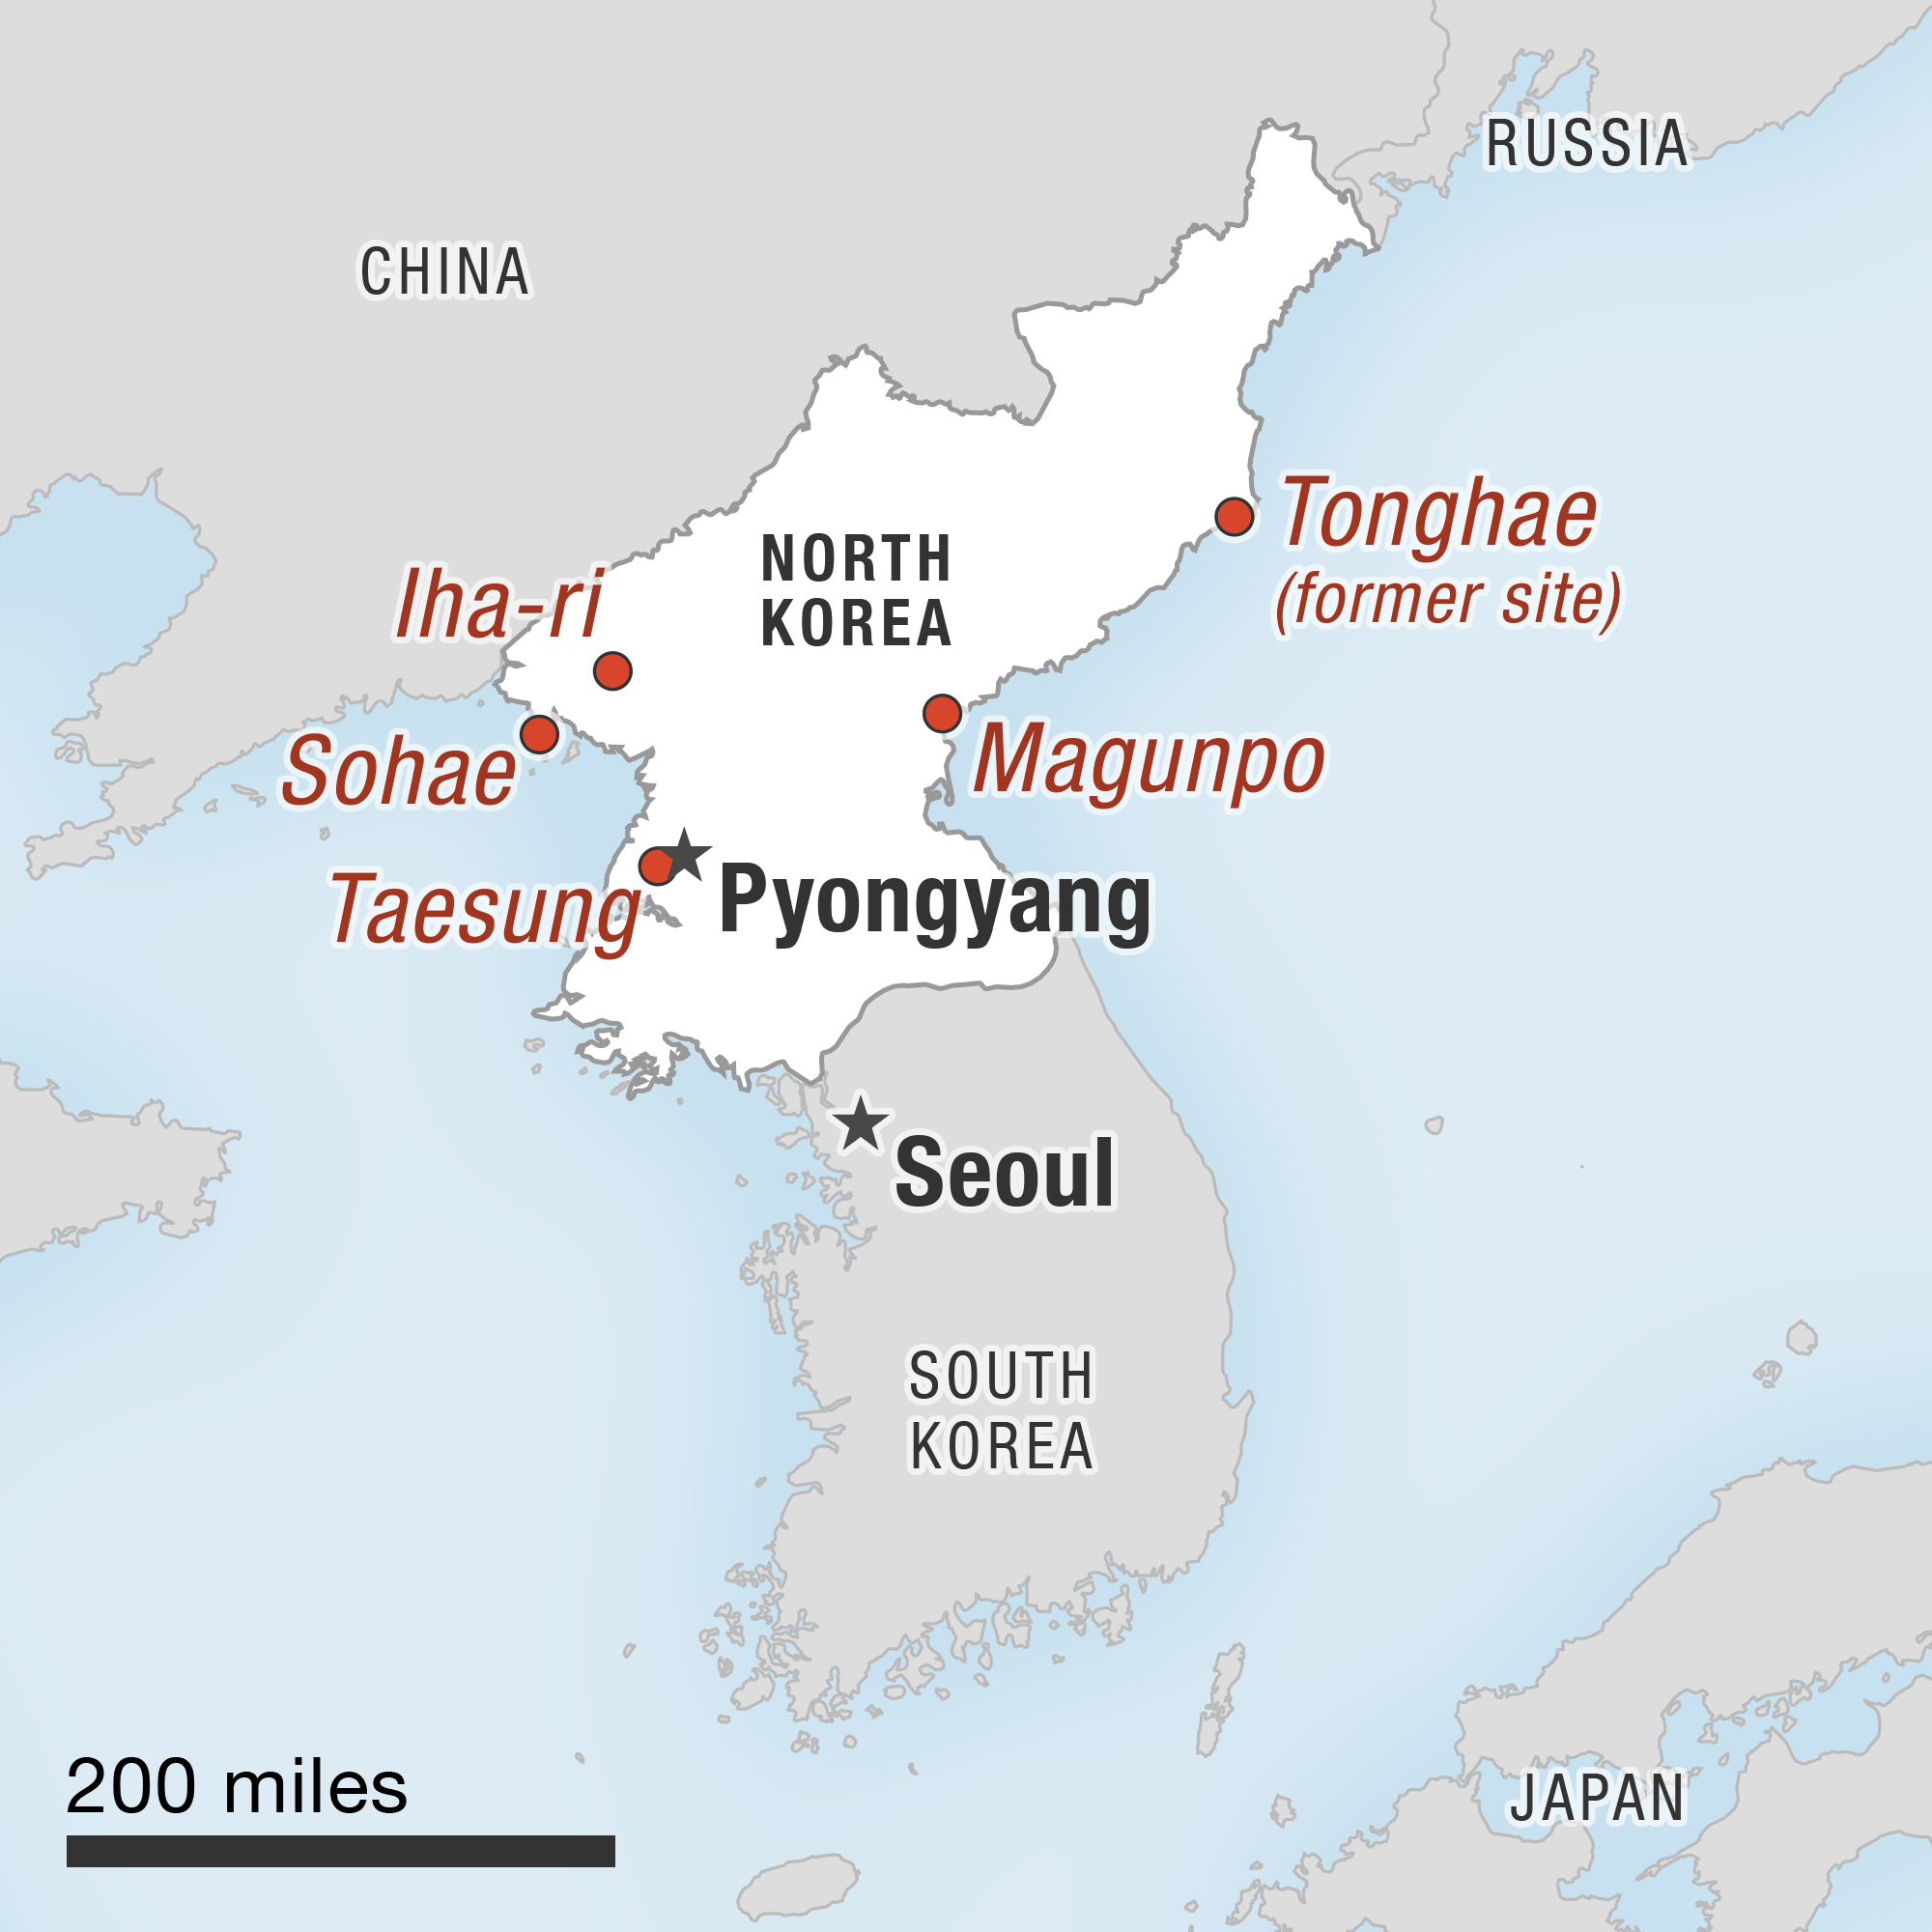 RUSSIA
CHINA
Tonghae
(former site)
NORTH
KOREA
Iha-ri
Sohae
Magunpo
Taesung
Pyongyang
Seoul
SOUTH
KOREA
200 miles
JAPAN